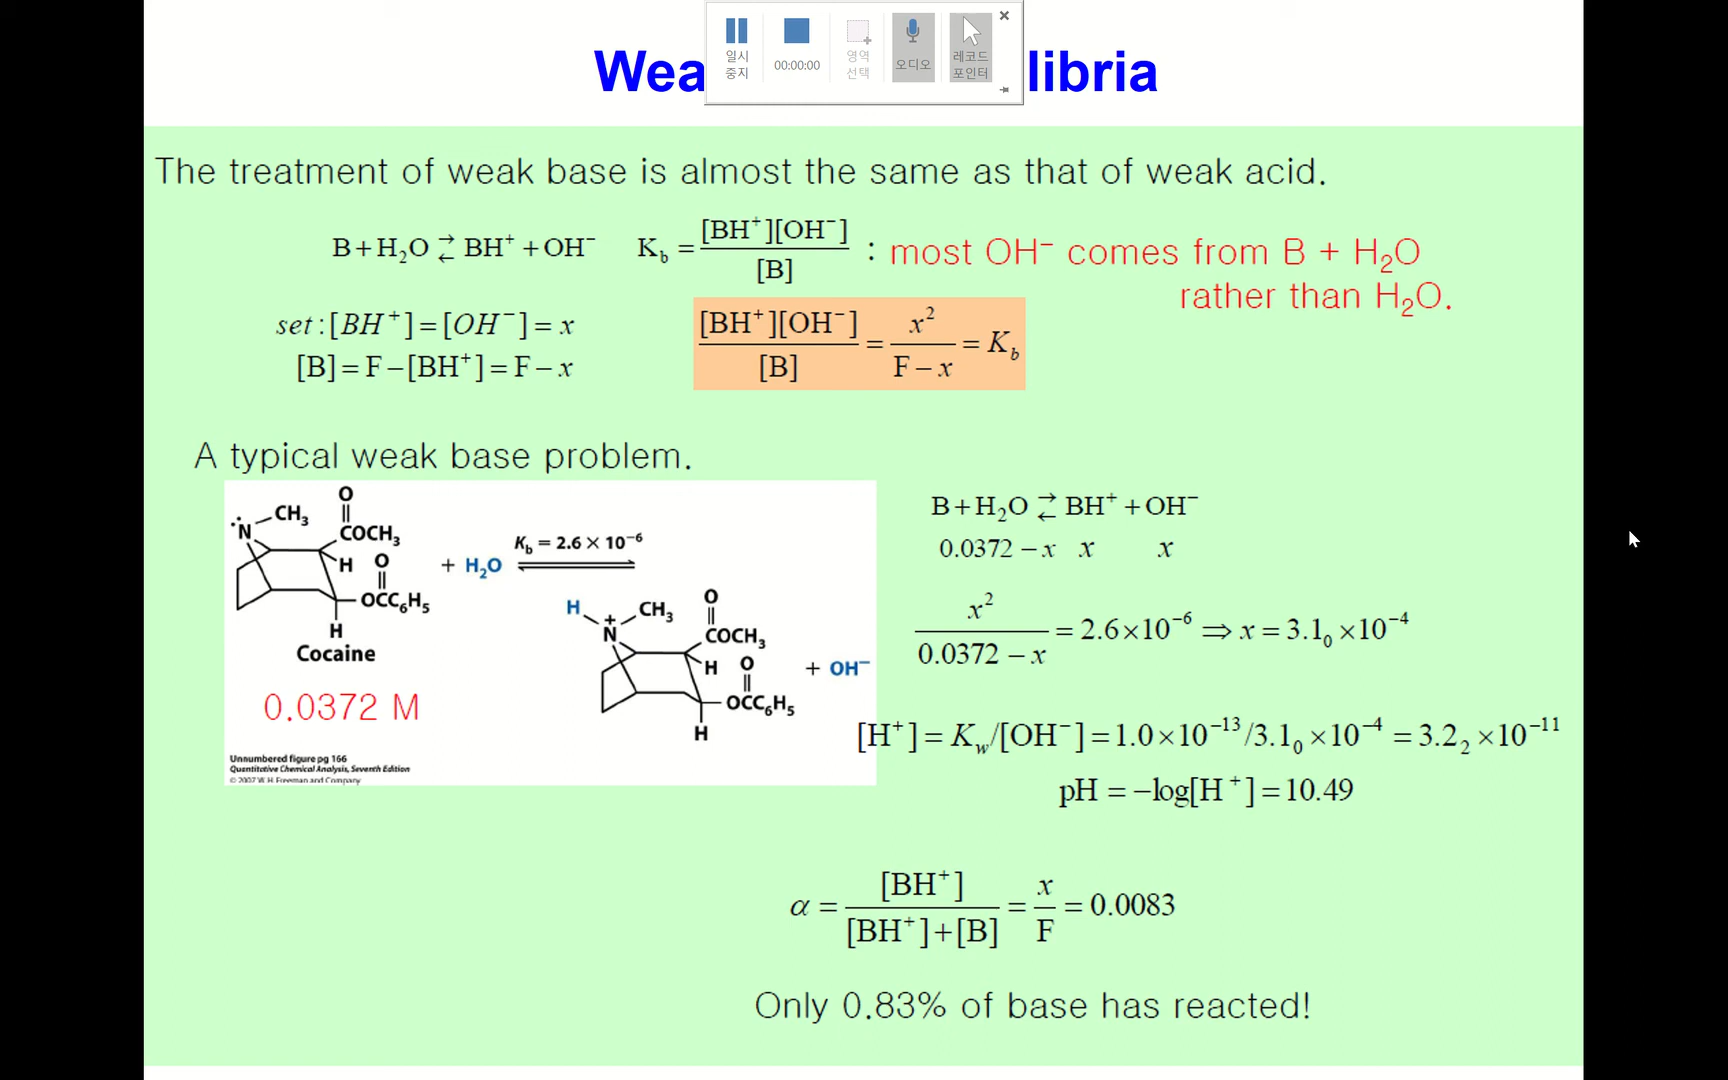 일시
중지
00:00:00
영역
선택
오디오
레코드
포인터
Wea libria
The treatment of weak base is almost the same as that of weak acid.
B + H₂O ⇄ BH⁺ + OH⁻ K_b = [BH⁺][OH⁻] / [B] : most OH⁻ comes from B + H₂O
rather than H₂O.
set : [BH⁺] = [OH⁻] = x
[B] = F − [BH⁺] = F − x
[BH⁺][OH⁻] / [B] = x² / F − x = K_b
A typical weak base problem.
N CH₃ O
COCH₃
H O
OCC₆H₅
H
Cocaine
0.0372 M
+ H₂O
K_b = 2.6 × 10⁻⁶
H + N CH₃ O
COCH₃
H O
OCC₆H₅
H
+ OH⁻
Unnumbered figure pg 166
Quantitative Chemical Analysis, Seventh Edition
© 2007 W. H. Freeman and Company
B + H₂O ⇄ BH⁺ + OH⁻
0.0372 − x x x
x² / 0.0372 − x = 2.6×10⁻⁶ ⇒ x = 3.1₀ ×10⁻⁴
[H⁺] = K_w/[OH⁻] = 1.0×10⁻¹³/3.1₀ ×10⁻⁴ = 3.2₂ ×10⁻¹¹
pH = −log[H⁺] = 10.49
α = [BH⁺] / [BH⁺]+[B] = x / F = 0.0083
Only 0.83% of base has reacted!